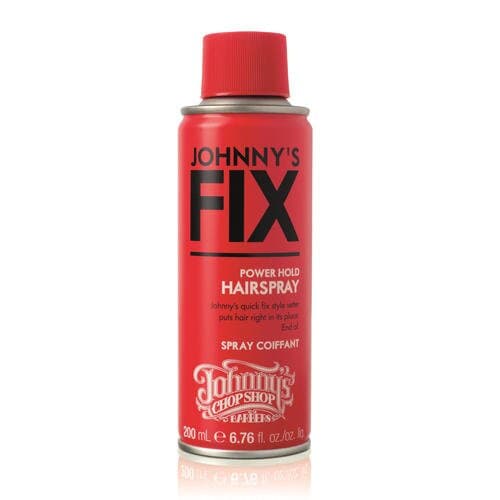 JOHNNY'S
FIX
POWER HOLD
HAIRSPRAY
Johnny's quick fix style setter
puts hair right in its place.
End of.
SPRAY COIFFANT
Johnny's
CHOP SHOP
BARBERS
200 mL ℮ 6.76 fl. oz./oz. liq